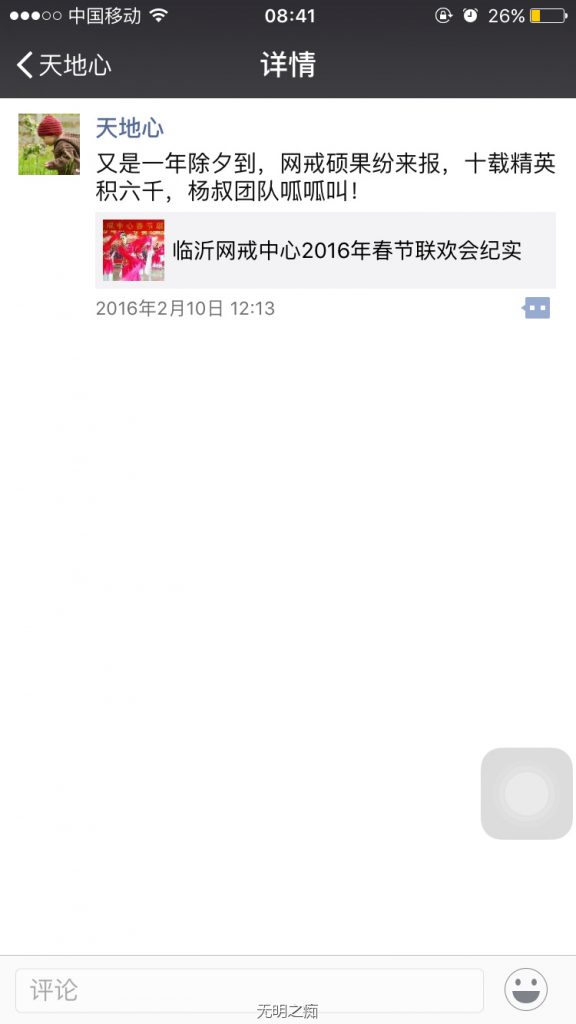 中国移动 08:41 26%
天地心 详情
天地心
又是一年除夕到，网戒硕果纷来报，十载精英
积六千，杨叔团队呱呱叫！
临沂网戒中心2016年春节联欢会纪实
2016年2月10日 12:13
评论
无明之痴